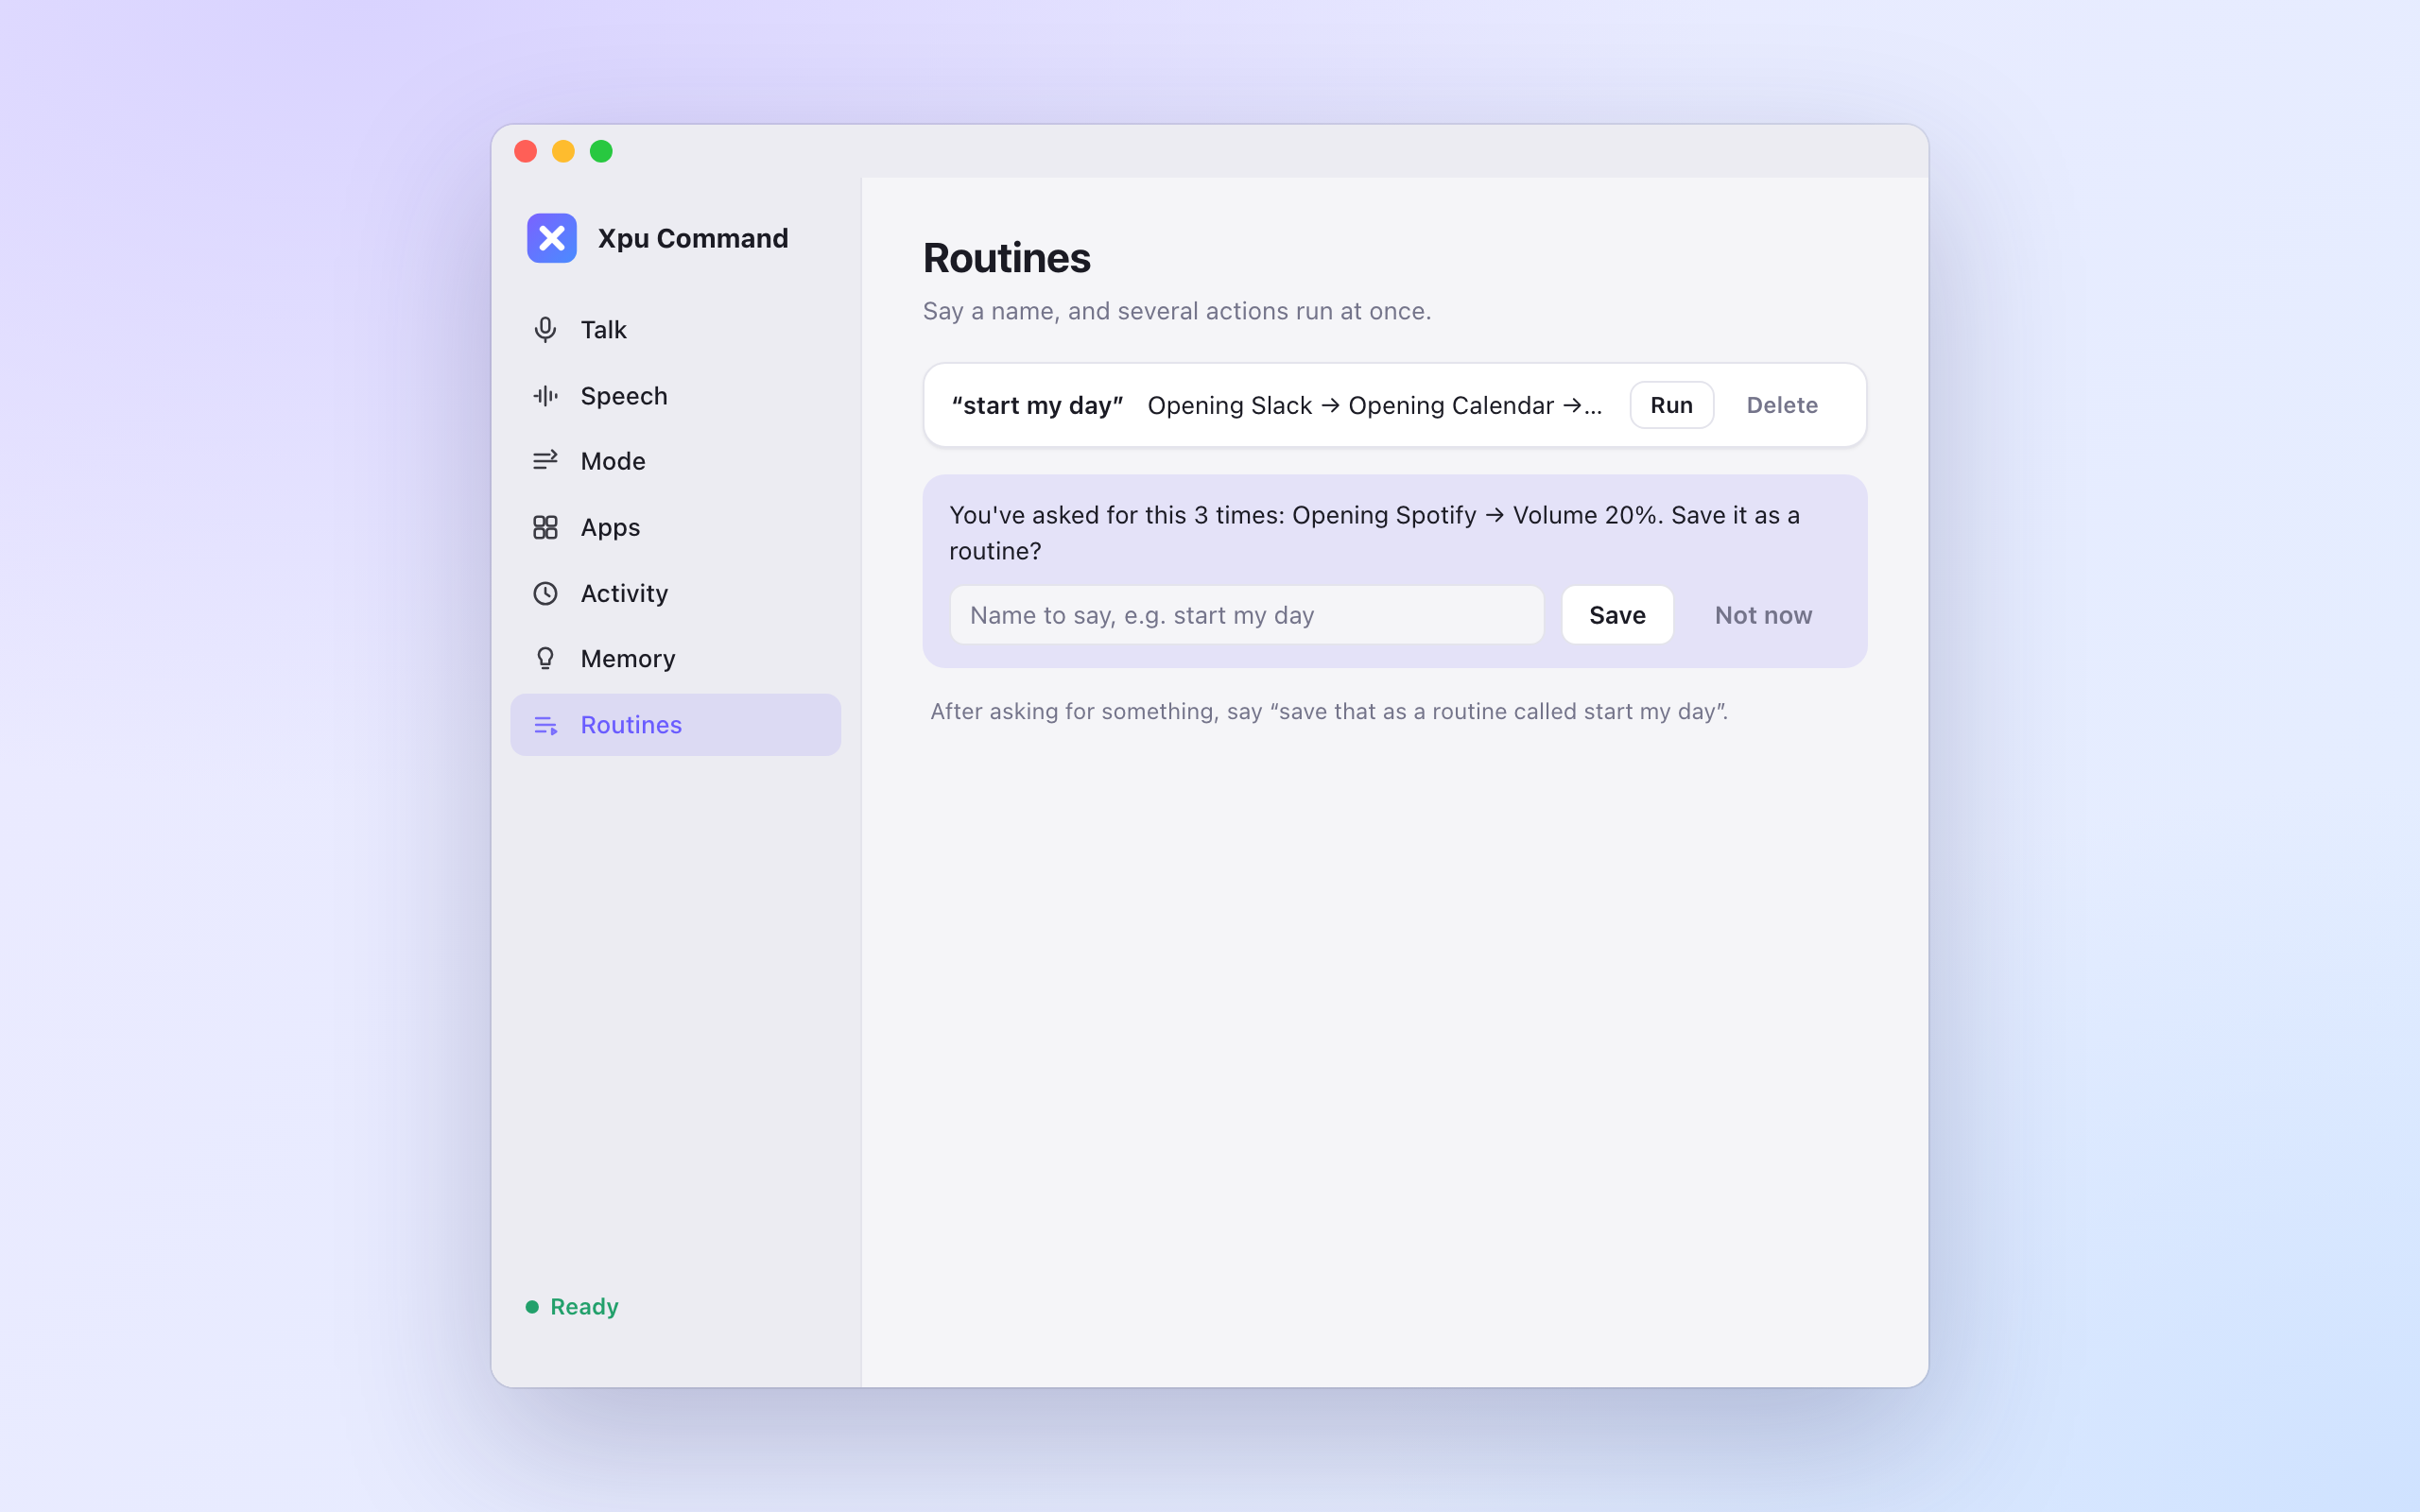 Xpu Command
Talk
Speech
Mode
Apps
Activity
Memory
Routines
Ready
Routines
Say a name, and several actions run at once.
“start my day” Opening Slack → Opening Calendar →... Run Delete
You've asked for this 3 times: Opening Spotify → Volume 20%. Save it as a
routine?
Name to say, e.g. start my day Save Not now
After asking for something, say “save that as a routine called start my day”.